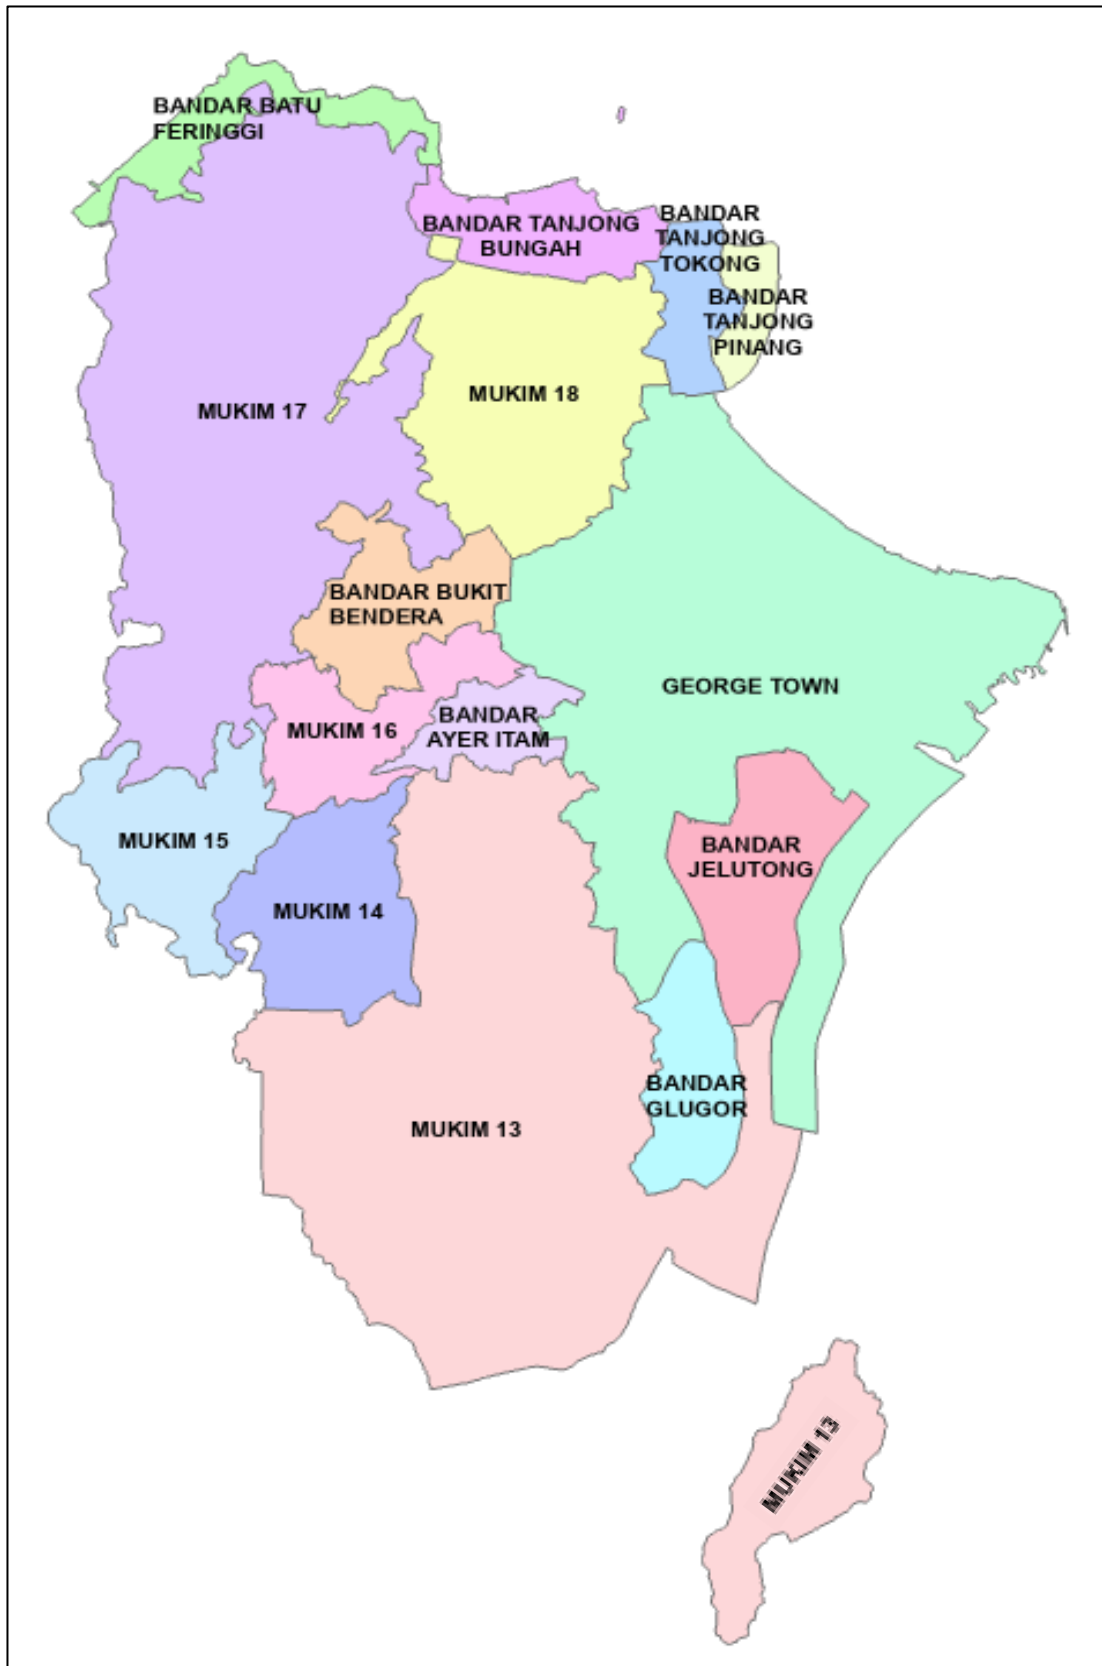 BANDAR BATU
FERINGGI
BANDAR TANJONG
BUNGAH
BANDAR
TANJONG
TOKONG
BANDAR
TANJONG
PINANG
MUKIM 18
MUKIM 17
BANDAR BUKIT
BENDERA
GEORGE TOWN
MUKIM 16
BANDAR
AYER ITAM
MUKIM 15
BANDAR
JELUTONG
MUKIM 14
BANDAR
GLUGOR
MUKIM 13
MUKIM 13